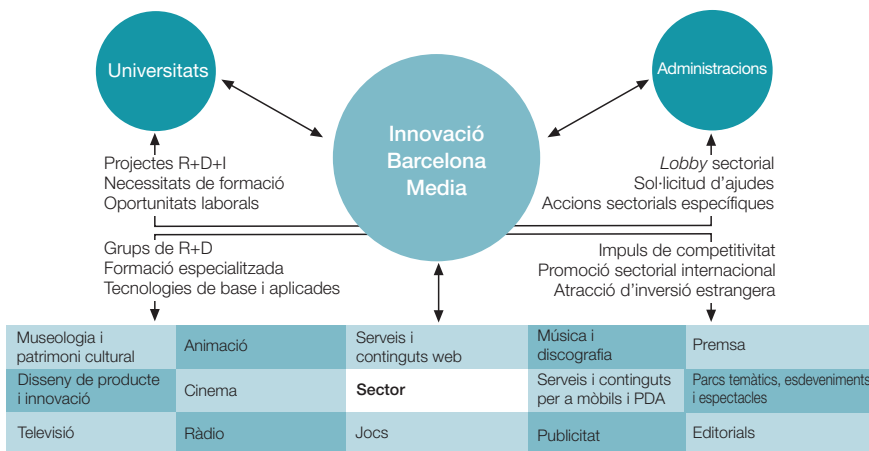 Universitats
Administracions
Innovació
Barcelona
Media
Projectes R+D+I
Necessitats de formació
Oportunitats laborals
Lobby sectorial
Sol·licitud d'ajudes
Accions sectorials específiques
Grups de R+D
Formació especialitzada
Tecnologies de base i aplicades
Impuls de competitivitat
Promoció sectorial internacional
Atracció d'inversió estrangera
Museologia i
patrimoni cultural
Animació
Serveis i
continguts web
Música i
discografia
Premsa
Disseny de producte
i innovació
Cinema
Sector
Serveis i continguts
per a mòbils i PDA
Parcs temàtics, esdeveniments
i espectacles
Televisió
Ràdio
Jocs
Publicitat
Editorials